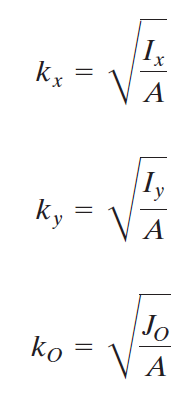 k_x = √(I_x / A)
k_y = √(I_y / A)
k_O = √(J_O / A)